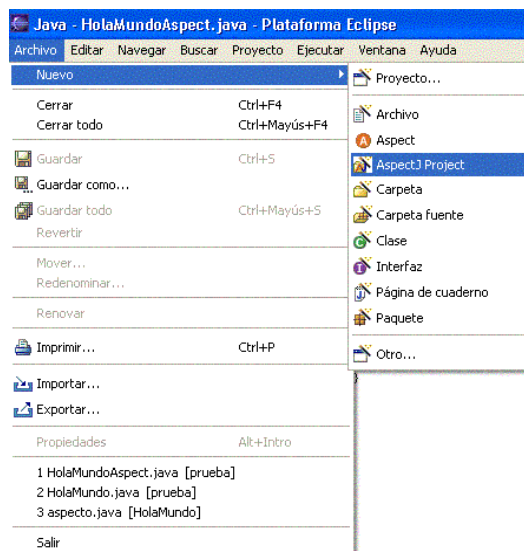 Java - HolaMundoAspect.java - Plataforma Eclipse
Archivo Editar Navegar Buscar Proyecto Ejecutar Ventana Ayuda
Nuevo
Cerrar Ctrl+F4
Cerrar todo Ctrl+Mayús+F4
Guardar Ctrl+S
Guardar como...
Guardar todo Ctrl+Mayús+S
Revertir
Mover...
Redenominar...
Renovar
Imprimir... Ctrl+P
Importar...
Exportar...
Propiedades Alt+Intro
1 HolaMundoAspect.java [prueba]
2 HolaMundo.java [prueba]
3 aspecto.java [HolaMundo]
Salir
Proyecto...
Archivo
Aspect
AspectJ Project
Carpeta
Carpeta fuente
Clase
Interfaz
Página de cuaderno
Paquete
Otro...